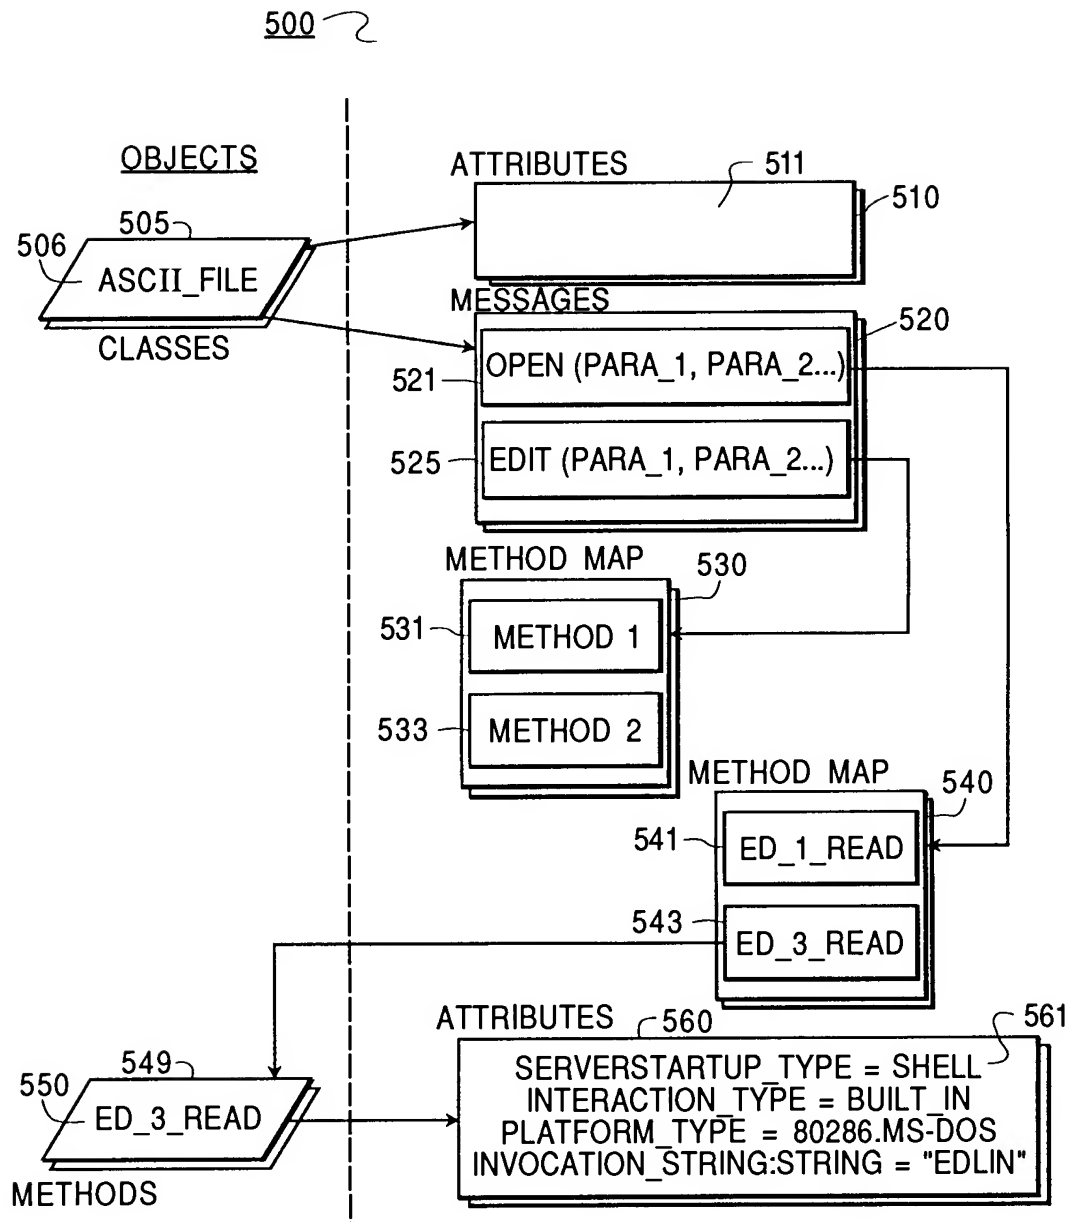 500
OBJECTS
ATTRIBUTES
511
510
505
506
ASCII_FILE
CLASSES
MESSAGES
520
OPEN (PARA_1, PARA_2...)
521
525
EDIT (PARA_1, PARA_2...)
METHOD MAP
530
531
METHOD 1
533
METHOD 2
METHOD MAP
540
541
ED_1_READ
543
ED_3_READ
ATTRIBUTES
560
561
SERVERSTARTUP_TYPE = SHELL
INTERACTION_TYPE = BUILT_IN
PLATFORM_TYPE = 80286.MS-DOS
INVOCATION_STRING:STRING = "EDLIN"
549
550
ED_3_READ
METHODS